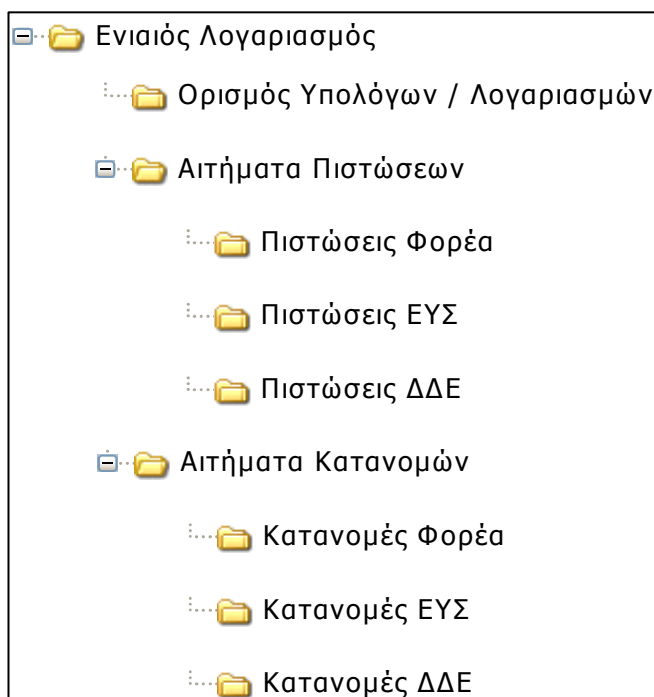 Ενιαιός Λογαριασμός
Ορισμός Υπολόγων / Λογαριασμών
Αιτήματα Πιστώσεων
Πιστώσεις Φορέα
Πιστώσεις ΕΥΣ
Πιστώσεις ΔΔΕ
Αιτήματα Κατανομών
Κατανομές Φορέα
Κατανομές ΕΥΣ
Κατανομές ΔΔΕ